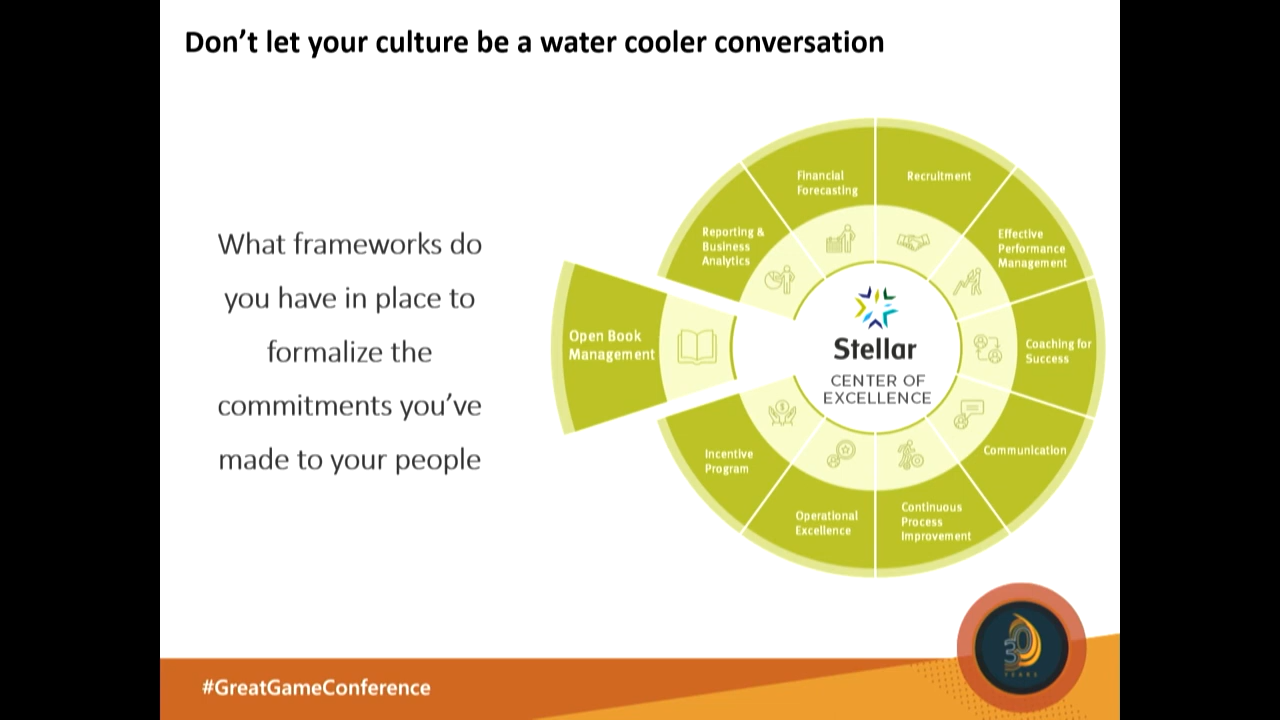 Don’t let your culture be a water cooler conversation
What frameworks do
you have in place to
formalize the
commitments you’ve
made to your people
Financial
Forecasting
Recruitment
Effective
Performance
Management
Coaching for
Success
Communication
Continuous
Process
Improvement
Operational
Excellence
Incentive
Program
Open Book
Management
Reporting &
Business
Analytics
Stellar
CENTER OF
EXCELLENCE
#GreatGameConference
30
YEARS